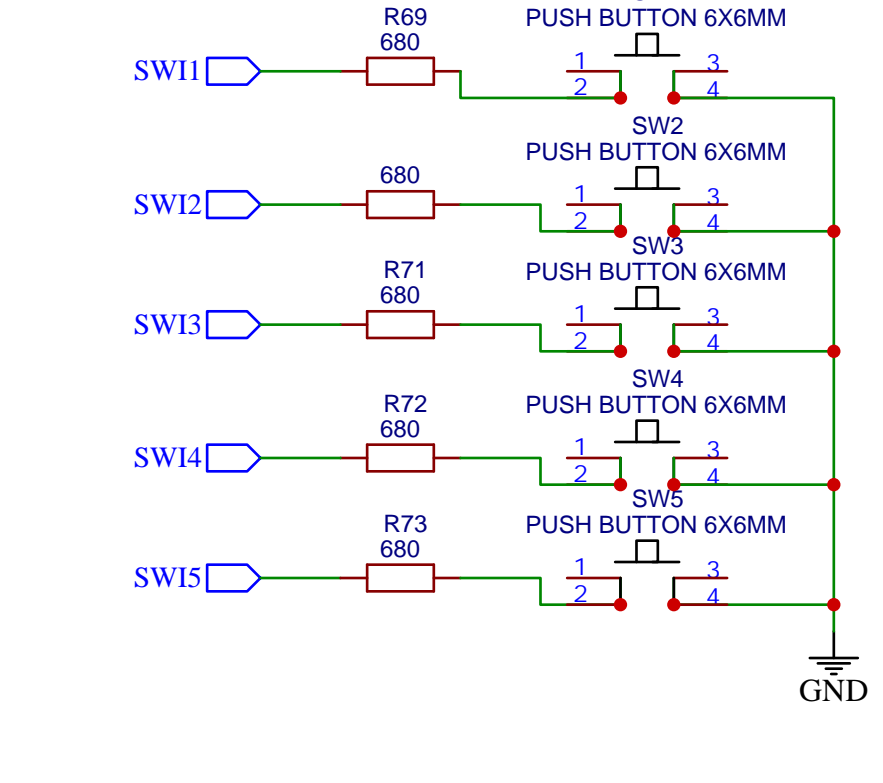 R69
680
PUSH BUTTON 6X6MM
SWI1
1
2
3
4
SW2
PUSH BUTTON 6X6MM
680
SWI2
1
2
3
4
SW3
PUSH BUTTON 6X6MM
R71
680
SWI3
1
2
3
4
SW4
PUSH BUTTON 6X6MM
R72
680
SWI4
1
2
3
4
SW5
PUSH BUTTON 6X6MM
R73
680
SWI5
1
2
3
4
GND